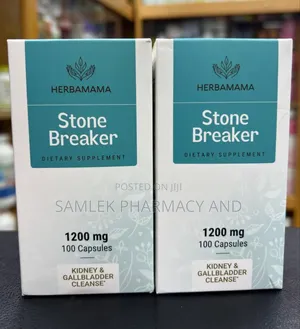 HERBAMAMA
Stone
Breaker
DIETARY SUPPLEMENT
1200 mg
100 Capsules
KIDNEY &
GALLBLADDER
CLEANSE*
HERBAMAMA
Stone
Breaker
DIETARY SUPPLEMENT
1200 mg
100 Capsules
KIDNEY &
GALLBLADDER
CLEANSE*
POSTED ON JIJI
SAMLEK PHARMACY AND